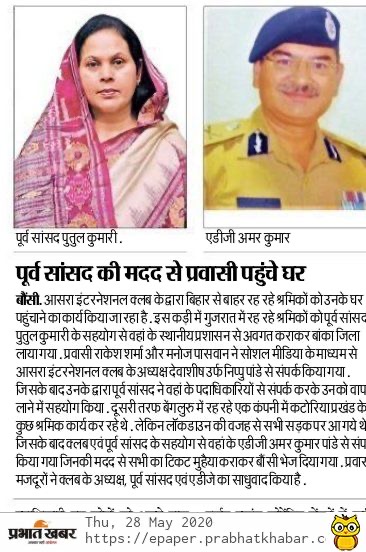 पूर्व सांसद पुतुल कुमारी.
एडीजी अमर कुमार
पूर्व सांसद की मदद से प्रवासी पहुंचे घर
बौंसी. आसरा इंटरनेशनल क्लब के द्वारा बिहार से बाहर रह रहे श्रमिकों को उनके घर
पहुंचाने का कार्य किया जा रहा है. इस कड़ी में गुजरात में रह रहे श्रमिकों को पूर्व सांसद
पुतुल कुमारी के सहयोग से वहां के स्थानीय प्रशासन से अवगत कराकर बांका जिला
लाया गया. प्रवासी राकेश शर्मा और मनोज पासवान ने सोशल मीडिया के माध्यम से
आसरा इंटरनेशनल क्लब के अध्यक्ष देवाशीष उर्फ निप्पु पांडे से संपर्क किया गया.
जिसके बाद उनके द्वारा पूर्व सांसद ने वहां के पदाधिकारियों से संपर्क करके उनको वाप
लाने में सहयोग किया. दूसरी तरफ बेंगलुरु में रह रहे एक कंपनी में कटोरिया प्रखंड के
कुछ श्रमिक कार्य कर रहे थे. लेकिन लॉकडाउन की वजह से सभी सड़क पर आ गये थे
जिसके बाद क्लब एवं पूर्व सांसद के सहयोग से वहां के एडीजी अमर कुमार पांडे से संप
किया गया जिनकी मदद से सभी का टिकट मुहैया कराकर बौंसी भेज दिया गया. प्रवास
मजदूरों ने क्लब के अध्यक्ष, पूर्व सांसद एवं एडीजे का साधुवाद किया है.
प्रभात खबर
Thu, 28 May 2020
https://epaper.prabhatkhabar.c